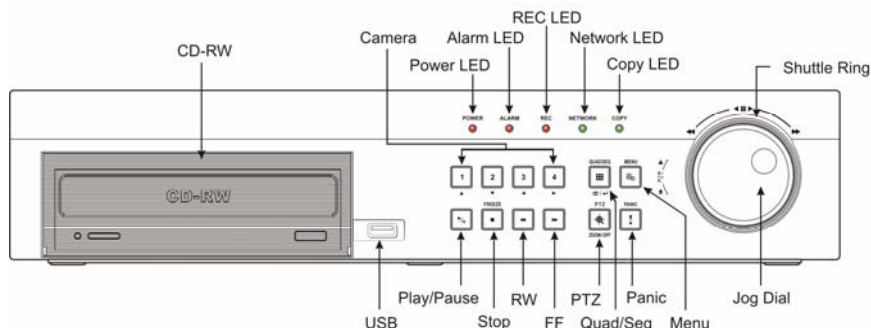 REC LED
Camera Alarm LED Network LED
CD-RW
Power LED Copy LED
Shuttle Ring
POWER ALARM REC NETWORK COPY
QUAD/SEQ MENU
1 2 3 4
CD-RW
FREEZE PTZ PANIC
ZOOM OFF
Play/Pause RW PTZ Panic Jog Dial
USB Stop FF Quad/Seq Menu